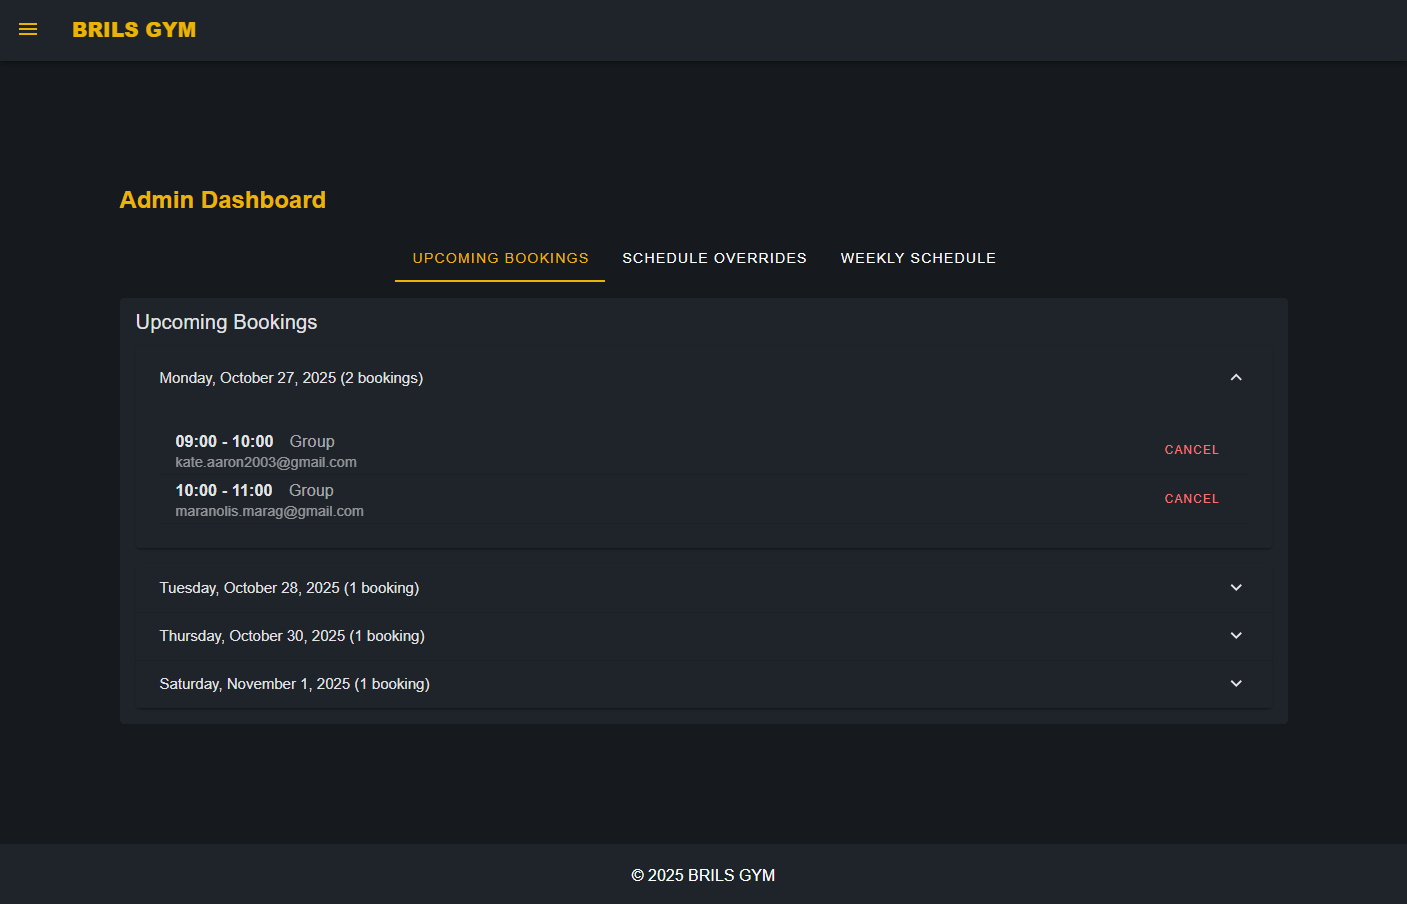 BRILS GYM
Admin Dashboard
UPCOMING BOOKINGS SCHEDULE OVERRIDES WEEKLY SCHEDULE
Upcoming Bookings
Monday, October 27, 2025 (2 bookings)
09:00 - 10:00 Group
kate.aaron2003@gmail.com
CANCEL
10:00 - 11:00 Group
maranolis.marag@gmail.com
CANCEL
Tuesday, October 28, 2025 (1 booking)
Thursday, October 30, 2025 (1 booking)
Saturday, November 1, 2025 (1 booking)
© 2025 BRILS GYM